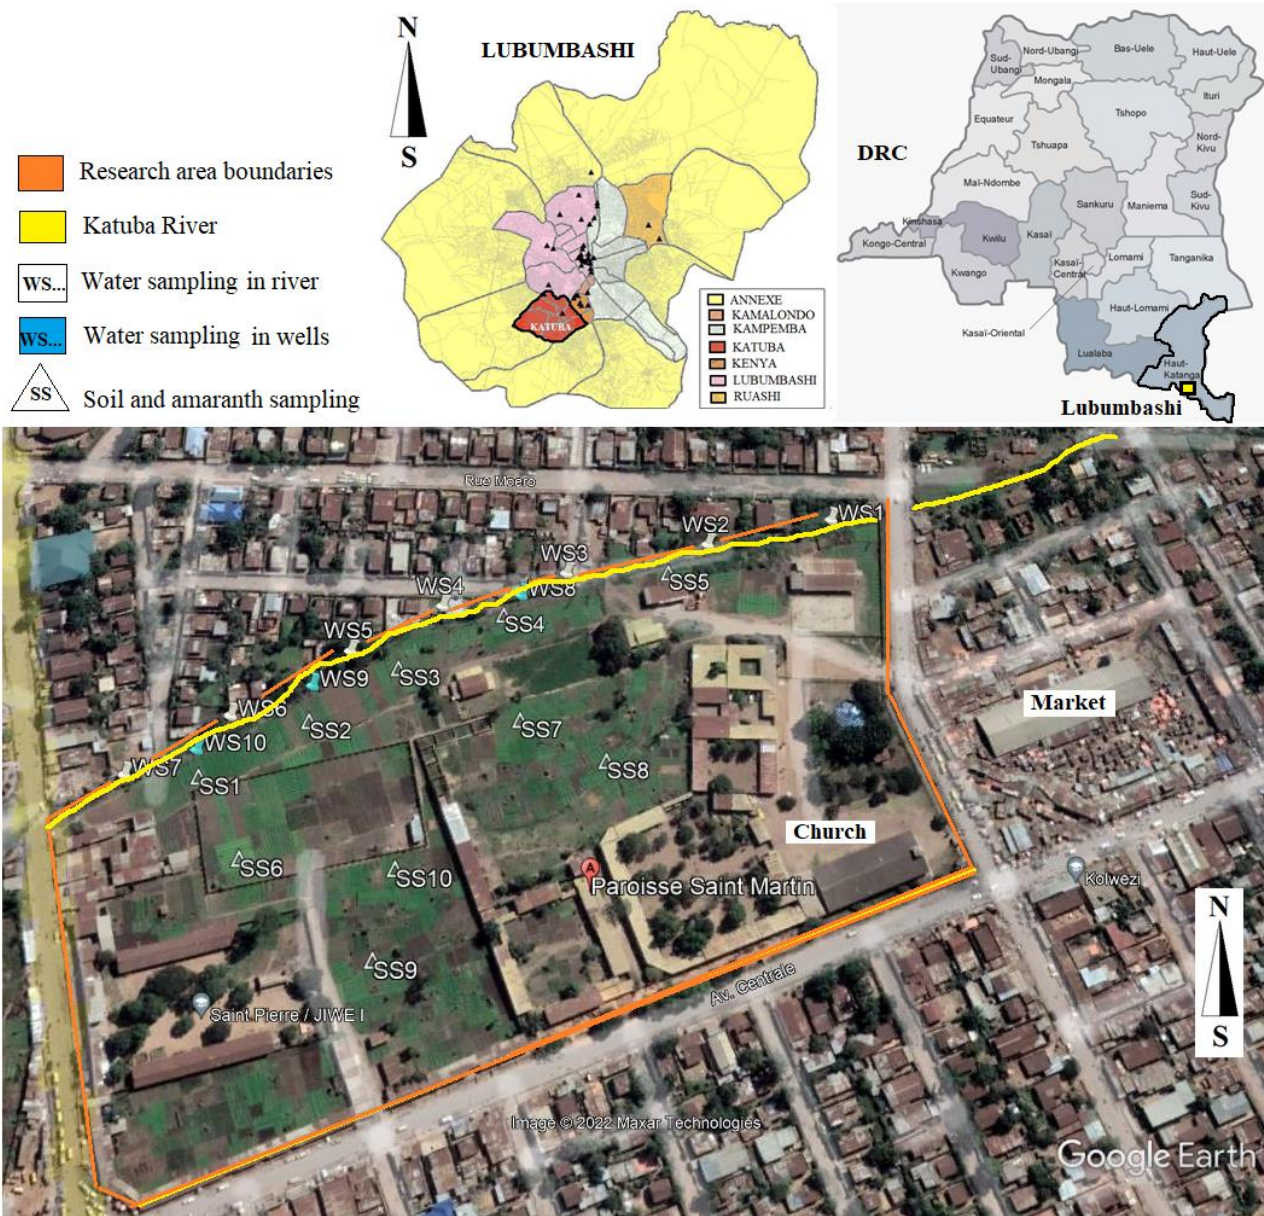 N
S
LUBUMBASHI
KATUBA
ANNEXE
KAMALONDO
KAMPEMBA
KATUBA
KENYA
LUBUMBASHI
RUASHI
Research area boundaries
Katuba River
WS... Water sampling in river
WS... Water sampling in wells
SS Soil and amaranth sampling
DRC
Nord-Ubangi
Bas-Uele
Haut-Uele
Sud-
Ubangi
Mongala
Ituri
Equateur
Tshopo
Tshuapa
Nord-
Kivu
Maï-Ndombe
Sankuru
Maniema
Sud-
Kivu
Kinshasa
Kwilu
Kasaï
Kongo-Central
Kwango
Kasaï-
Central
Lomami
Tanganika
Haut-Lomami
Kasaï-Oriental
Lualaba
Haut-
Katanga
Lubumbashi
Rue Moero
WS1
WS2
WS3
SS5
WS4
WS8
SS4
WS5
SS3
WS9
WS6
SS2
SS7
WS10
WS7
SS1
SS8
Market
Church
SS6
SS10
Paroisse Saint Martin
A
Kolwezi
SS9
Av. Centrale
Saint Pierre / JIWE I
N
S
Image © 2022 Maxar Technologies
Google Earth